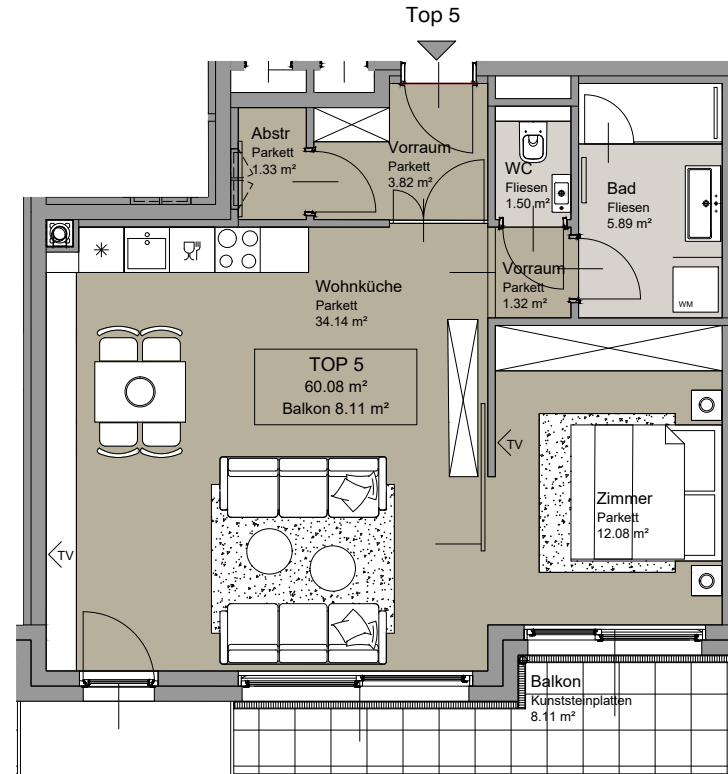 Top 5
Abstr
Parkett
1.33 m²
Vorraum
Parkett
3.82 m²
WC
Fliesen
1.50 m²
Bad
Fliesen
5.89 m²
Vorraum
Parkett
1.32 m²
WM
Wohnküche
Parkett
34.14 m²
TOP 5
60.08 m²
Balkon 8.11 m²
TV
Zimmer
Parkett
12.08 m²
TV
Balkon
Kunststeinplatten
8.11 m²